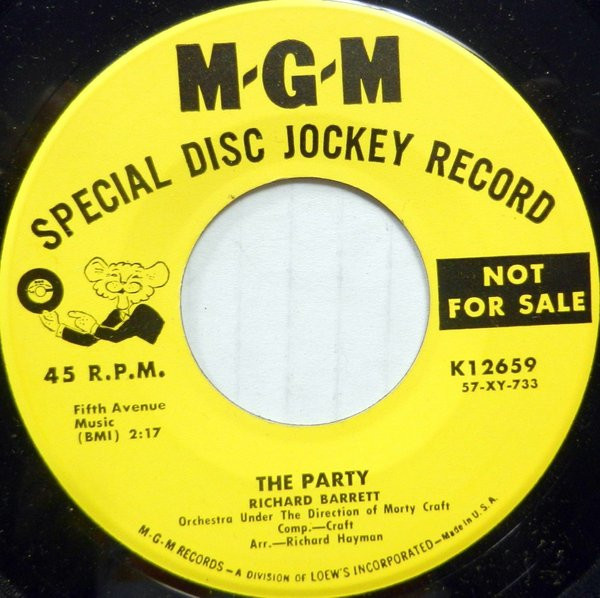 M-G-M
SPECIAL DISC JOCKEY RECORD
NOT
FOR SALE
45 R.P.M.
K12659
57-XY-733
Fifth Avenue
Music
(BMI) 2:17
THE PARTY
RICHARD BARRETT
Orchestra Under The Direction of Morty Craft
Comp.—Craft
Arr.—Richard Hayman
M-G-M RECORDS—A DIVISION OF LOEW'S INCORPORATED—Made in U.S.A.